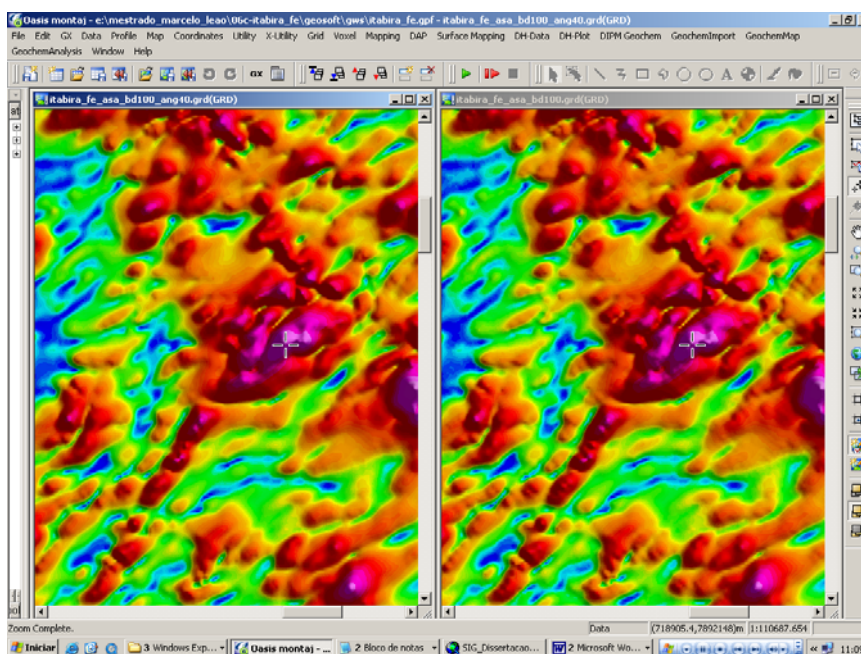 Oasis montaj - e:\mestrado_marcelo_leao\06c-itabira_fe\geosoft\gws\itabira_fe.gpf - itabira_fe_asa_bd100_ang40.grd(GRD)
File Edit GX Data Profile Map Coordinates Utility X-Utility Grid Voxel Mapping DAP Surface Mapping DH-Data DH-Plot DIPM Geochem GeochemImport GeochemMap
GeochemAnalysis Window Help
GX
A
itabira_fe_asa_bd100_ang40.grd(GRD)
itabira_fe_asa_bd100.grd(GRD)
Zoom Complete.
Data
(718905.4,7892148)m
1:110687.654
Iniciar
3 Windows Exp...
Oasis montaj - ...
2 Bloco de notas
SIG_Dissertacao...
2 Microsoft Wo...